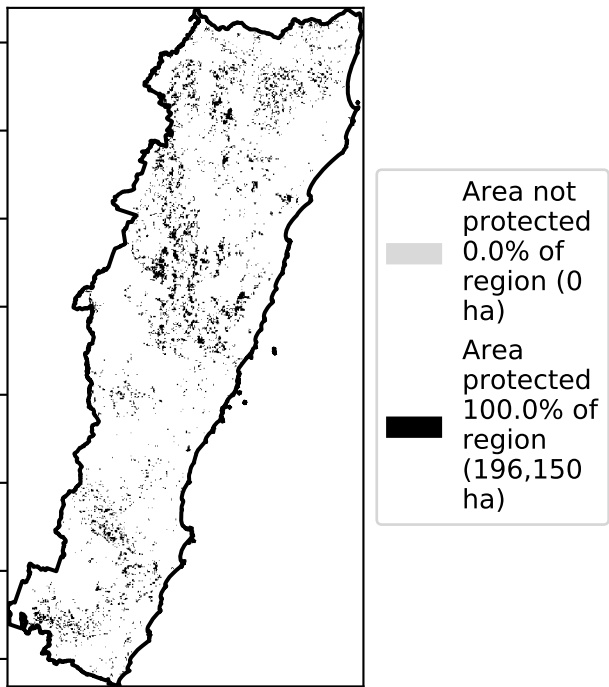 Area not
protected
0.0% of
region (0
ha)
Area
protected
100.0% of
region
(196,150
ha)